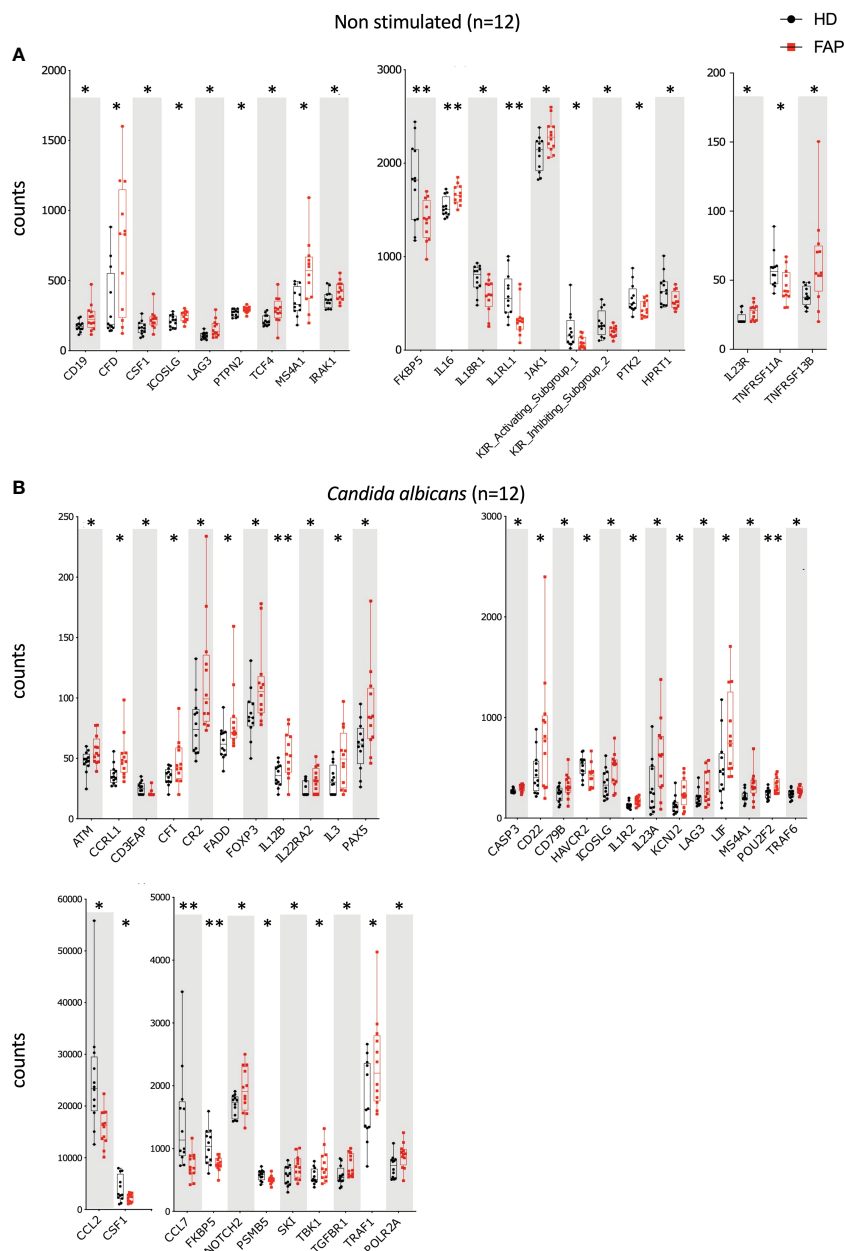 Non stimulated (n=12)
HD
FAP
A
* * * * * * * * *
** ** * ** * * * * *
* * *
2000
1500
1000
500
0
counts
CD19 CFD CSF1 ICOSLG LAG3 PTPN2 TCF4 MS4A1 IRAK1
3000
2000
1000
0
FKBP5 IL16 IL18R1 IL1RL1 JAK1 KIR_Activating_Subgroup_1 KIR_Inhibiting_Subgroup_2 PTK2 HPRT1
200
150
100
50
0
IL23R TNFRSF11A TNFRSF13B
B
Candida albicans (n=12)
* * * * * * * ** * * *
* * * * * * * * * * * ** *
250
200
150
100
50
0
counts
ATM CCRL1 CD3EAP CFI CR2 FADD FOXP3 IL12B IL22RA2 IL3 PAX5
3000
2000
1000
0
CASP3 CD22 CD79B HAVCR2 ICOSLG IL1R2 IL23A KCNJ2 LAG3 LIF MS4A1 POU2F2 TRAF6
* *
** ** * * * * * * *
60000
50000
40000
30000
20000
10000
0
counts
CCL2 CSF1
5000
4000
3000
2000
1000
0
CCL7 FKBP5 NOTCH2 PSMB5 SKI TBK1 TGFBR1 TRAF1 POLR2A